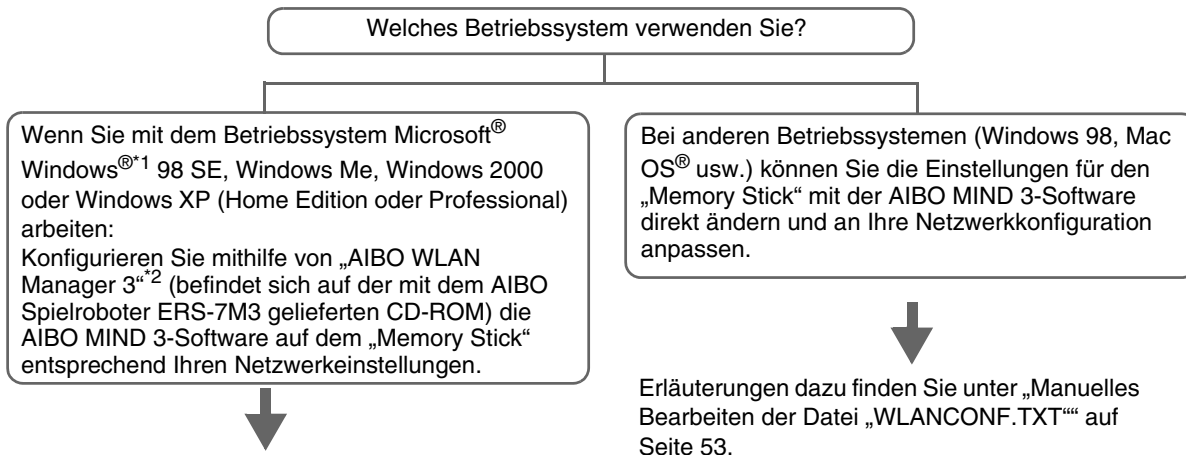 Welches Betriebssystem verwenden Sie?
Wenn Sie mit dem Betriebssystem Microsoft®
Windows®*1 98 SE, Windows Me, Windows 2000
oder Windows XP (Home Edition oder Professional)
arbeiten:
Konfigurieren Sie mithilfe von „AIBO WLAN
Manager 3“*2 (befindet sich auf der mit dem AIBO
Spielroboter ERS-7M3 gelieferten CD-ROM) die
AIBO MIND 3-Software auf dem „Memory Stick“
entsprechend Ihren Netzwerkeinstellungen.
Bei anderen Betriebssystemen (Windows 98, Mac
OS® usw.) können Sie die Einstellungen für den
„Memory Stick“ mit der AIBO MIND 3-Software
direkt ändern und an Ihre Netzwerkkonfiguration
anpassen.
Erläuterungen dazu finden Sie unter „Manuelles
Bearbeiten der Datei „WLANCONF.TXT““ auf
Seite 53.